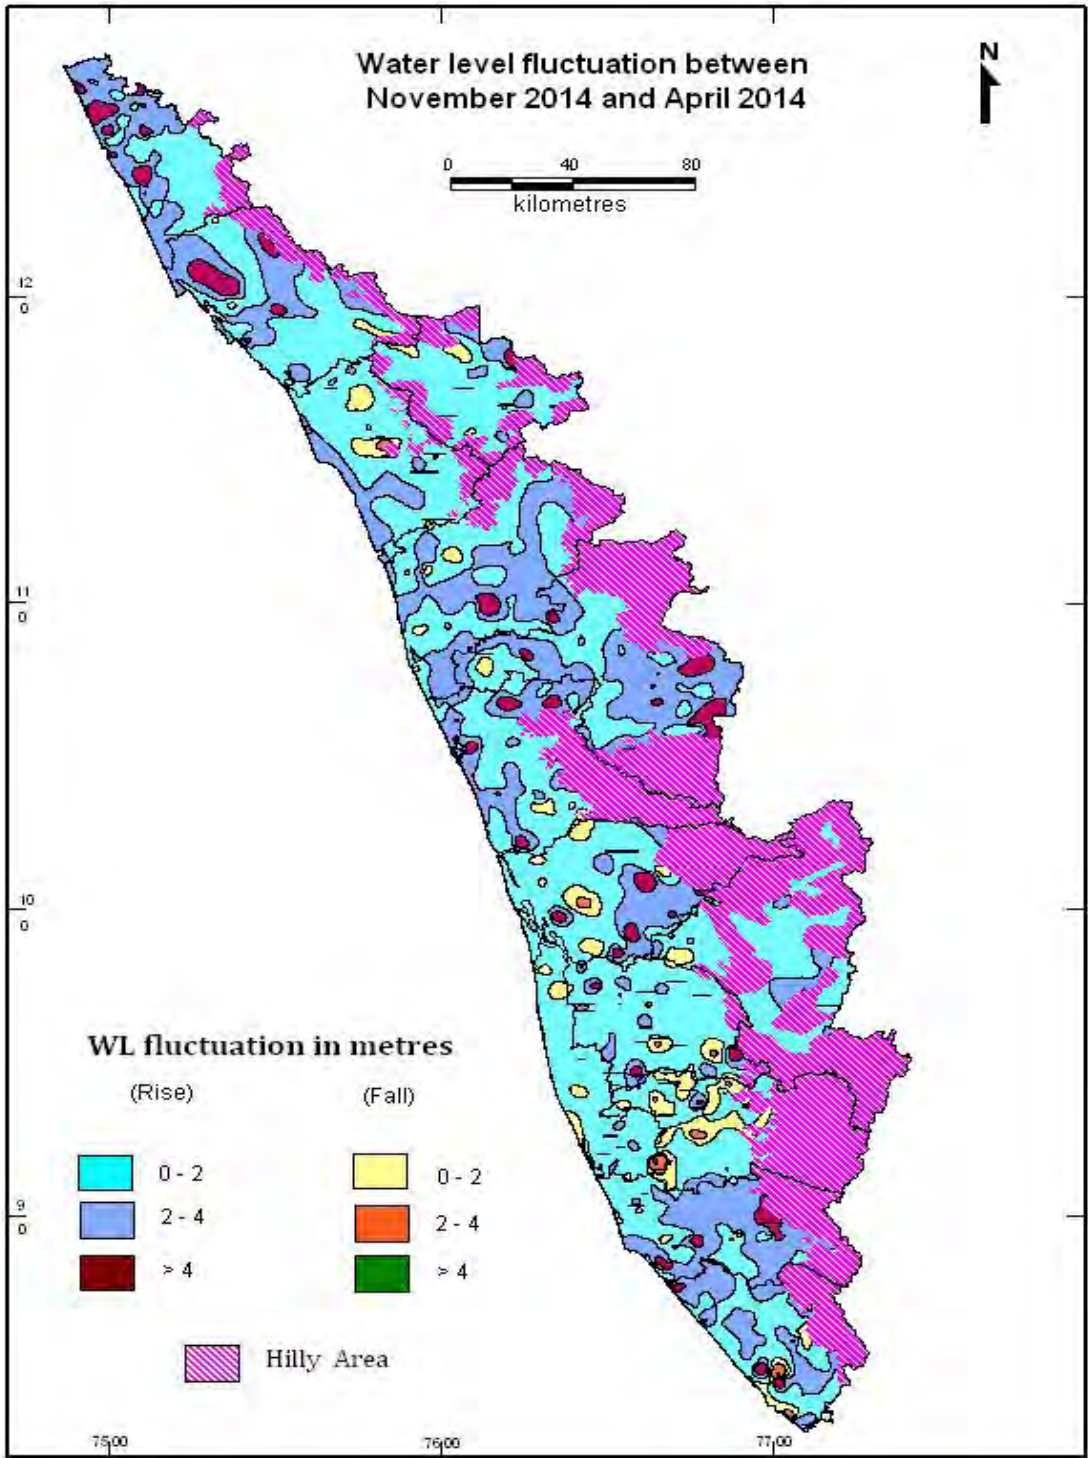 Water level fluctuation between
November 2014 and April 2014
N
0 40 80
kilometres
12
0
11
0
10
0
WL fluctuation in metres
(Rise) (Fall)
0 - 2 0 - 2
2 - 4 2 - 4
> 4 > 4
9
0
Hilly Area
75|00 76|00 77|00